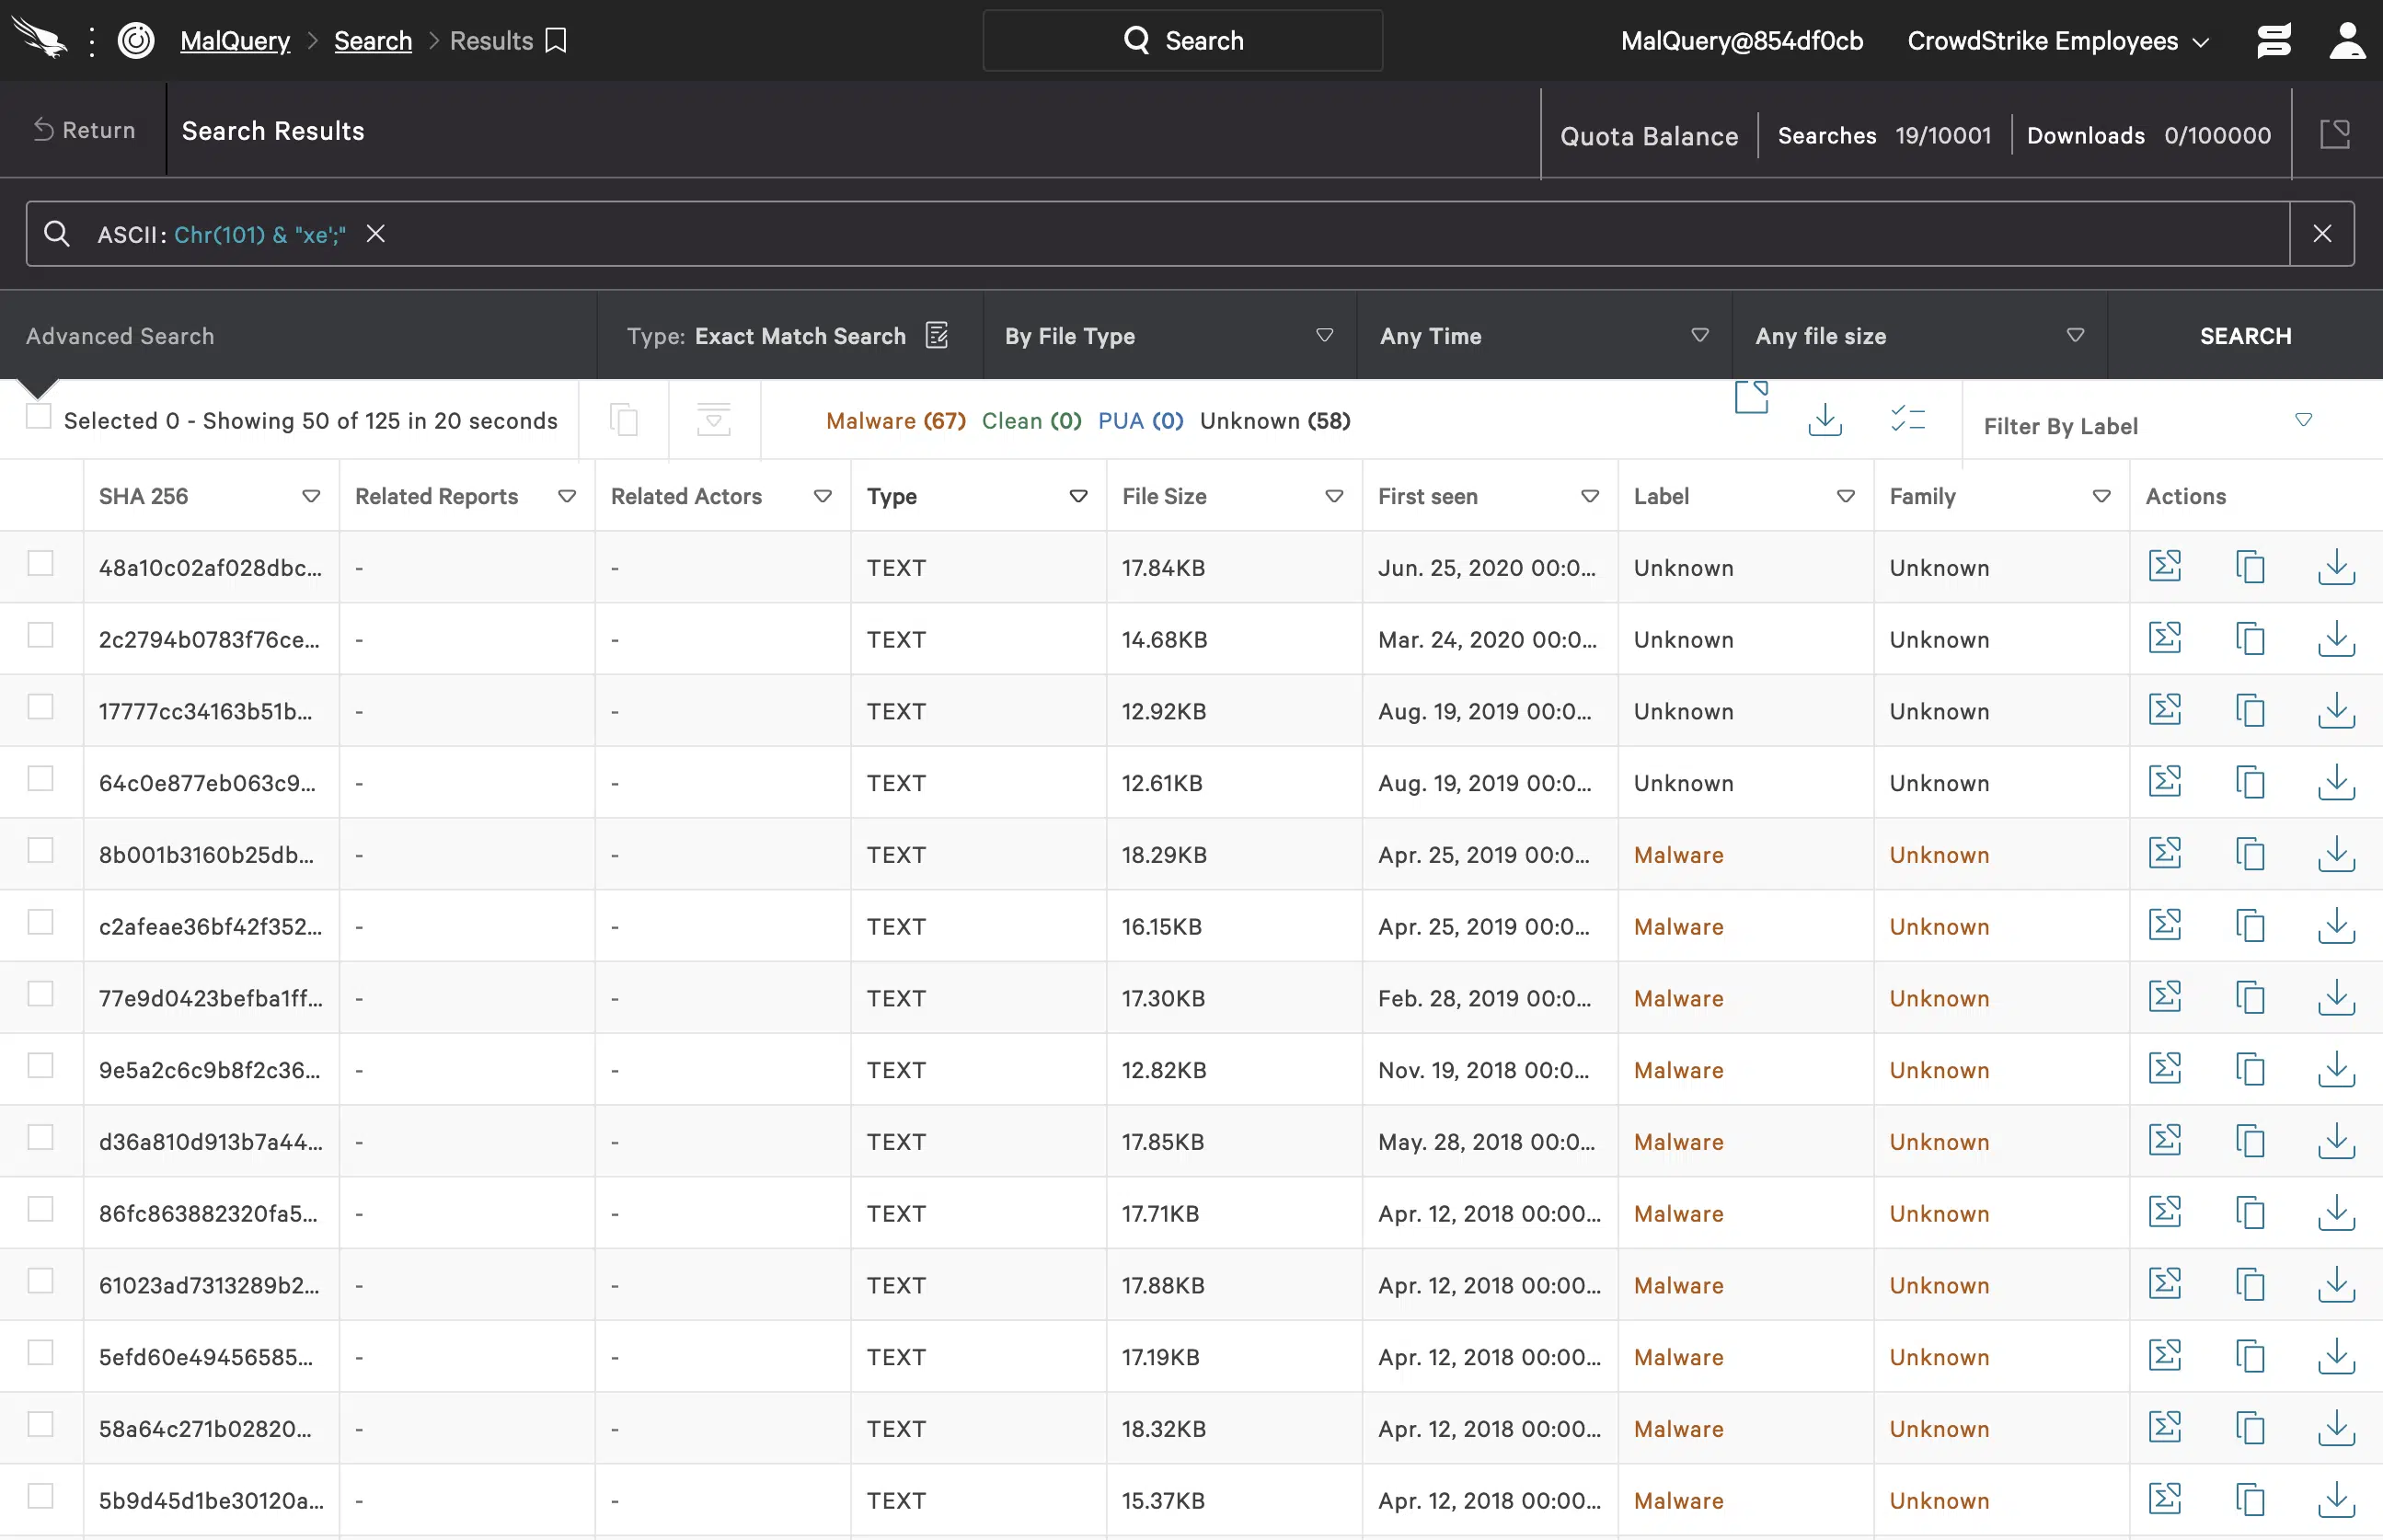 MalQuery > Search > Results Search MalQuery@854df0cb CrowdStrike Employees
Return Search Results Quota Balance Searches 19/10001 Downloads 0/100000
ASCII: Chr(101) & "xe';"
Advanced Search Type: Exact Match Search By File Type Any Time Any file size SEARCH
Selected 0 - Showing 50 of 125 in 20 seconds Malware (67) Clean (0) PUA (0) Unknown (58) Filter By Label
SHA 256 Related Reports Related Actors Type File Size First seen Label Family Actions
48a10c02af028dbc... - - TEXT 17.84KB Jun. 25, 2020 00:0... Unknown Unknown
2c2794b0783f76ce... - - TEXT 14.68KB Mar. 24, 2020 00:0... Unknown Unknown
17777cc34163b51b... - - TEXT 12.92KB Aug. 19, 2019 00:0... Unknown Unknown
64c0e877eb063c9... - - TEXT 12.61KB Aug. 19, 2019 00:0... Unknown Unknown
8b001b3160b25db... - - TEXT 18.29KB Apr. 25, 2019 00:0... Malware Unknown
c2afeae36bf42f352... - - TEXT 16.15KB Apr. 25, 2019 00:0... Malware Unknown
77e9d0423befba1ff... - - TEXT 17.30KB Feb. 28, 2019 00:0... Malware Unknown
9e5a2c6c9b8f2c36... - - TEXT 12.82KB Nov. 19, 2018 00:0... Malware Unknown
d36a810d913b7a44... - - TEXT 17.85KB May. 28, 2018 00:0... Malware Unknown
86fc863882320fa5... - - TEXT 17.71KB Apr. 12, 2018 00:00... Malware Unknown
61023ad7313289b2... - - TEXT 17.88KB Apr. 12, 2018 00:00... Malware Unknown
5efd60e49456585... - - TEXT 17.19KB Apr. 12, 2018 00:00... Malware Unknown
58a64c271b02820... - - TEXT 18.32KB Apr. 12, 2018 00:00... Malware Unknown
5b9d45d1be30120a... - - TEXT 15.37KB Apr. 12, 2018 00:00... Malware Unknown